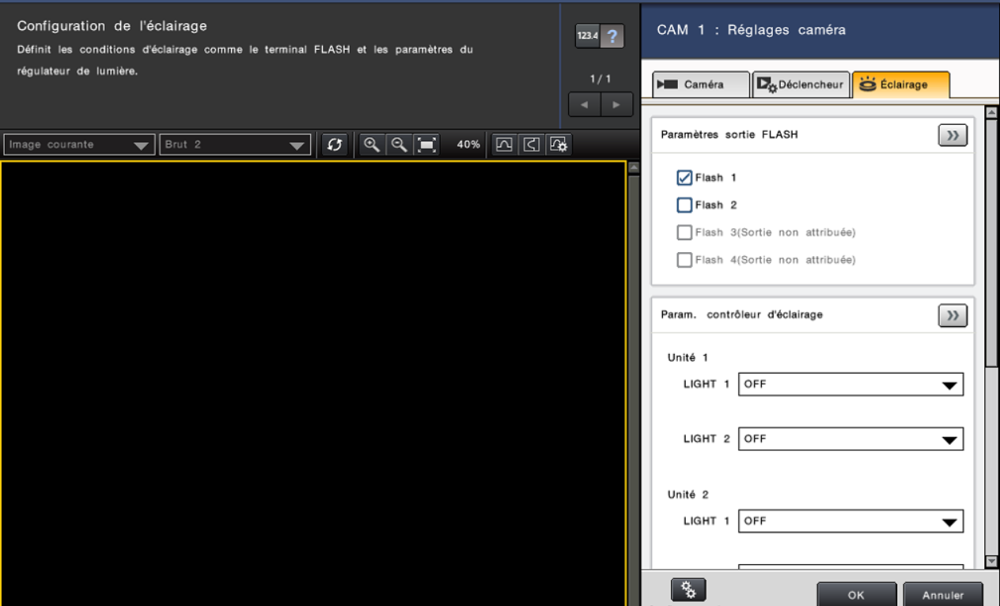 Configuration de l'éclairage
Définit les conditions d'éclairage comme le terminal FLASH et les paramètres du
régulateur de lumière.
123.4 ?
1/1
CAM 1 : Réglages caméra
Caméra
Déclencheur
Éclairage
Image courante
Brut 2
40%
Paramètres sortie FLASH
Flash 1
Flash 2
Flash 3(Sortie non attribuée)
Flash 4(Sortie non attribuée)
Param. contrôleur d'éclairage
Unité 1
LIGHT 1 OFF
LIGHT 2 OFF
Unité 2
LIGHT 1 OFF
OK
Annuler